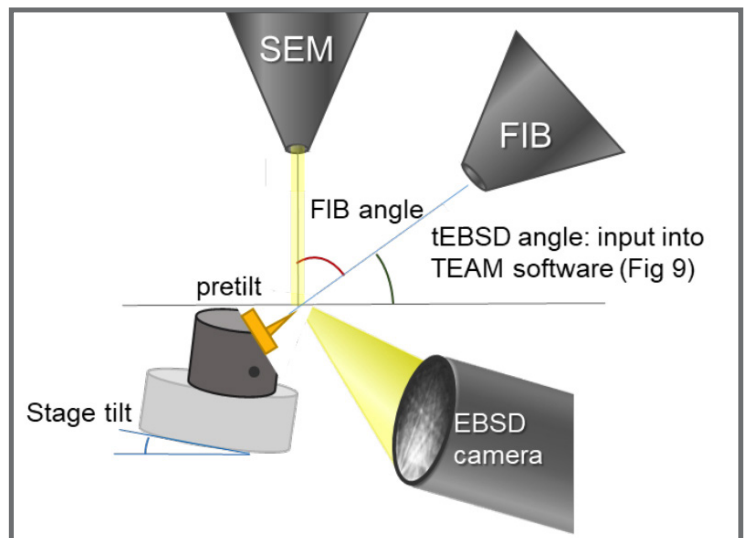 SEM
FIB
FIB angle
tEBSD angle: input into
TEAM software (Fig 9)
pretilt
Stage tilt
EBSD
camera